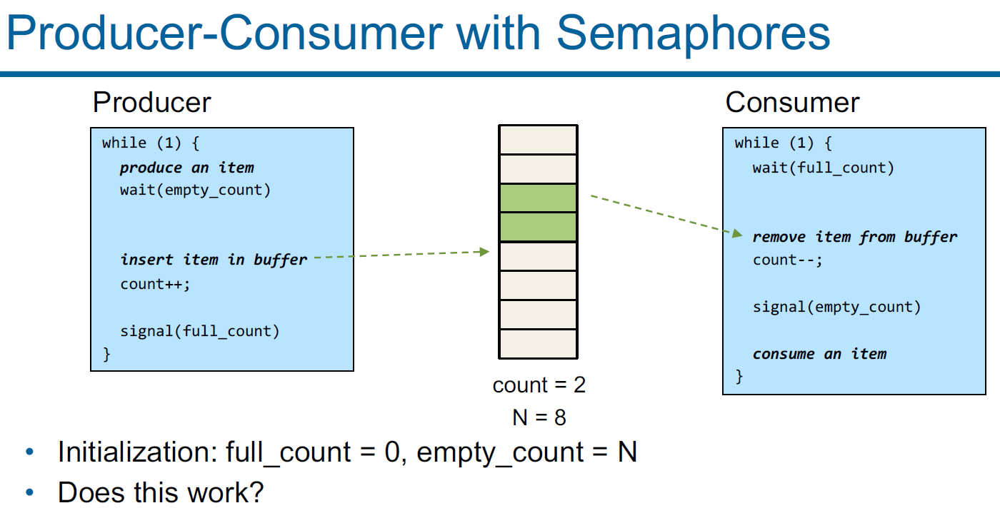 Producer-Consumer with Semaphores
Producer
while (1) {
produce an item
wait(empty_count)
insert item in buffer
count++;
signal(full_count)
}
count = 2
N = 8
Consumer
while (1) {
wait(full_count)
remove item from buffer
count--;
signal(empty_count)
consume an item
}
• Initialization: full_count = 0, empty_count = N
• Does this work?